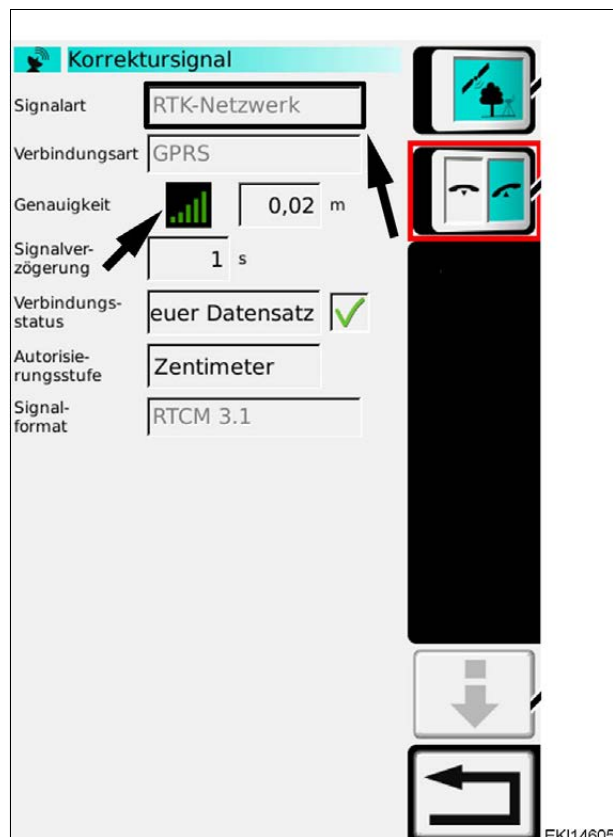 Korrektursignal
Signalart RTK-Netzwerk
Verbindungsart GPRS
Genauigkeit 0,02 m
Signalver-
zögerung 1 s
Verbindungs-
status euer Datensatz
Autorisie-
rungsstufe Zentimeter
Signal-
format RTCM 3.1
EKI14605